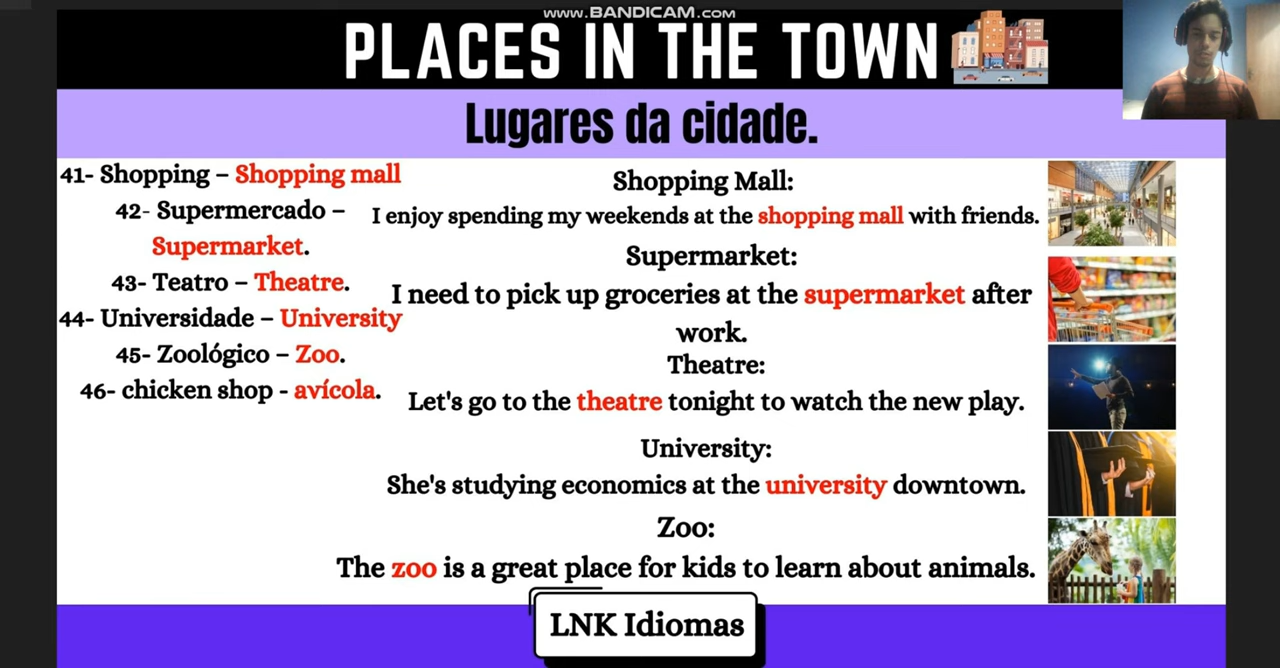 www.BANDICAM.com
PLACES IN THE TOWN
Lugares da cidade.
41- Shopping – Shopping mall
42- Supermercado –
Supermarket.
43- Teatro – Theatre.
44- Universidade – University
45- Zoológico – Zoo.
46- chicken shop - avícola.
Shopping Mall:
I enjoy spending my weekends at the shopping mall with friends.
Supermarket:
I need to pick up groceries at the supermarket after
work.
Theatre:
Let's go to the theatre tonight to watch the new play.
University:
She's studying economics at the university downtown.
Zoo:
The zoo is a great place for kids to learn about animals.
LNK Idiomas